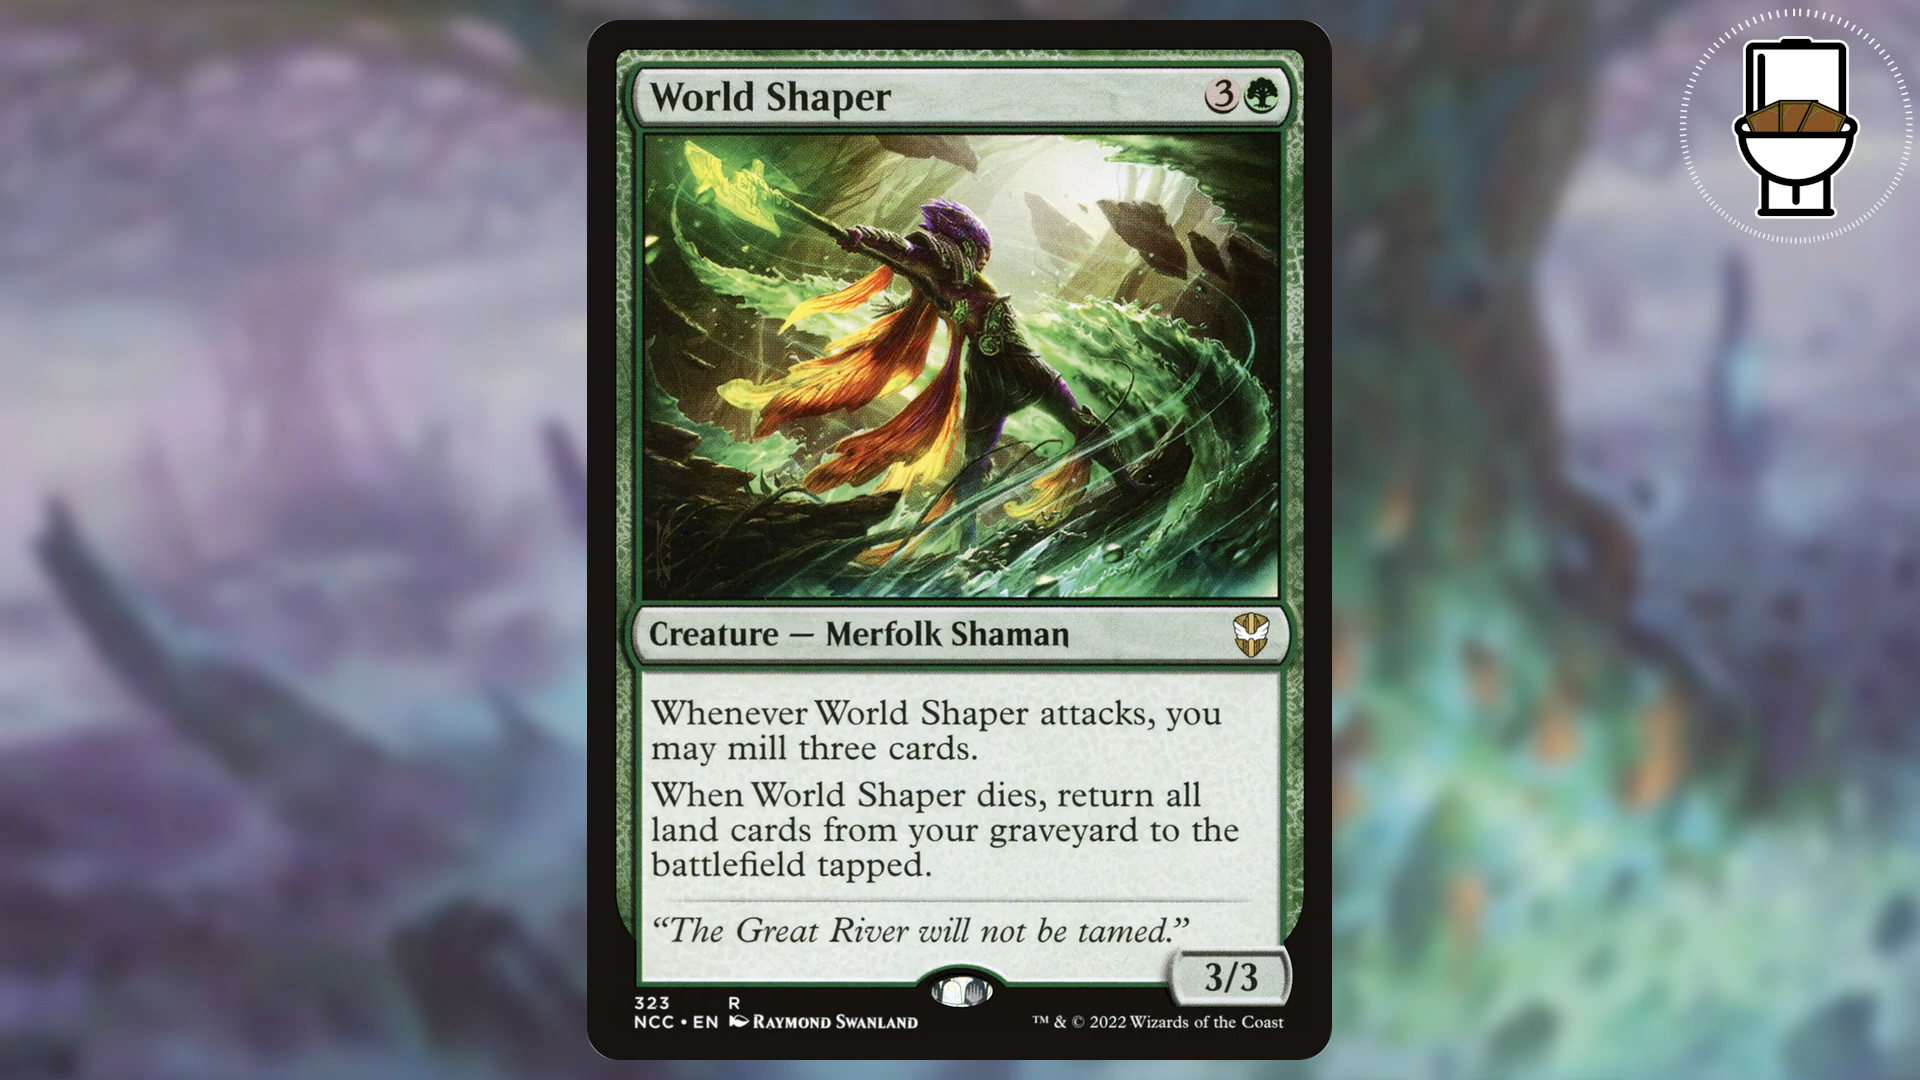 World Shaper 3
Creature — Merfolk Shaman
Whenever World Shaper attacks, you
may mill three cards.
When World Shaper dies, return all
land cards from your graveyard to the
battlefield tapped.
“The Great River will not be tamed.”
3/3
323 R
NCC • EN Raymond Swanland
™ & © 2022 Wizards of the Coast